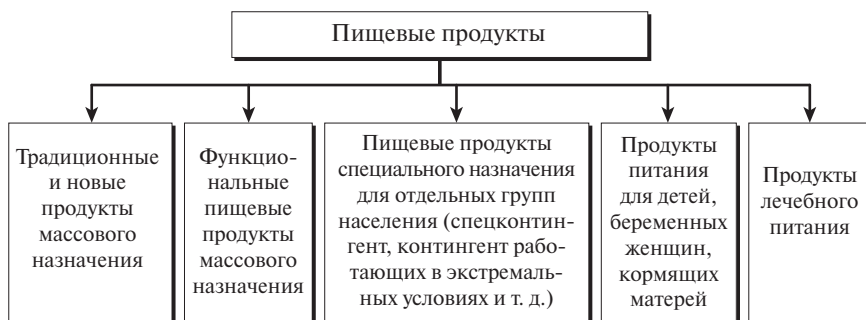 Пищевые продукты
Традиционные
и новые
продукты
массового
назначения
Функцио-
нальные
пищевые
продукты
массового
назначения
Пищевые продукты
специального назначения
для отдельных групп
населения (спецконтин-
гент, контингент рабо-
тающих в экстремаль-
ных условиях и т. д.)
Продукты
питания
для детей,
беременных
женщин,
кормящих
матерей
Продукты
лечебного
питания